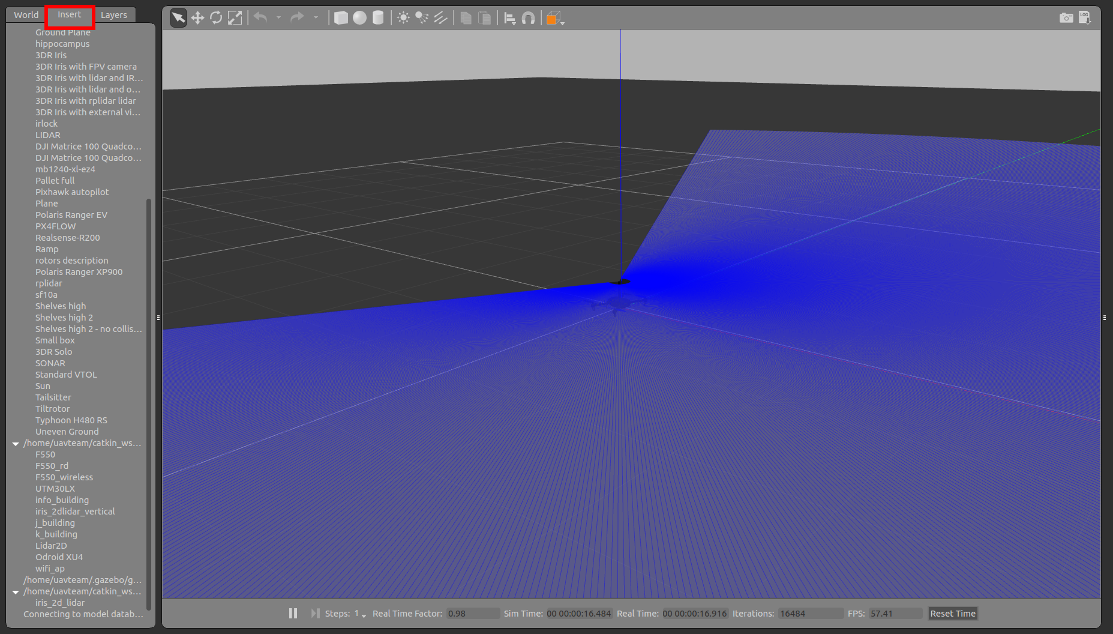 World Insert Layers
Ground Plane
hippocampus
3DR Iris
3DR Iris with FPV camera
3DR Iris with lidar and IR...
3DR Iris with lidar and o...
3DR Iris with rplidar lidar
3DR Iris with external vi...
irlock
LIDAR
DJI Matrice 100 Quadco...
DJI Matrice 100 Quadco...
mb1240-xl-ez4
Pallet full
Pixhawk autopilot
Plane
Polaris Ranger EV
PX4FLOW
Realsense-R200
Ramp
rotors description
Polaris Ranger XP900
rplidar
sf10a
Shelves high
Shelves high 2
Shelves high 2 - no collis...
Small box
3DR Solo
SONAR
Standard VTOL
Sun
Tailsitter
Tiltrotor
Typhoon H480 RS
Uneven Ground
/home/uavteam/catkin_ws...
F550
F550_rd
F550_wireless
UTM30LX
info_building
iris_2dlidar_vertical
j_building
k_building
Lidar2D
Odroid XU4
wifi_ap
/home/uavteam/.gazebo/g...
/home/uavteam/catkin_ws...
iris_2d_lidar
Connecting to model datab...
Steps: 1 Real Time Factor: 0.98 Sim Time: 00 00:00:16.484 Real Time: 00 00:00:16.916 Iterations: 16484 FPS: 57.41 Reset Time